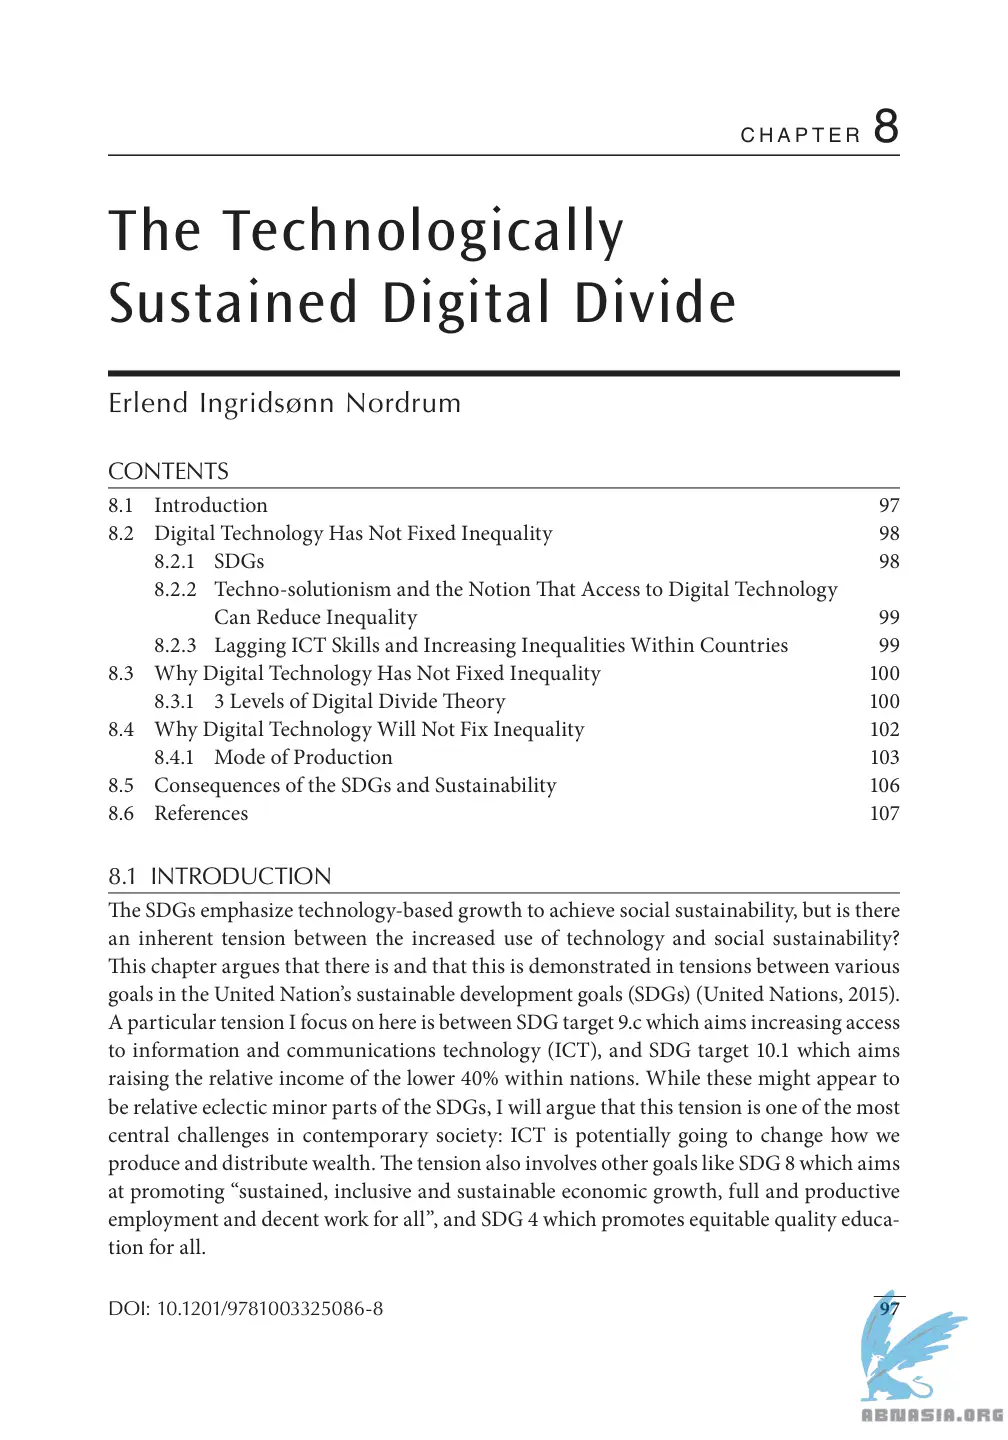 CHAPTER 8
The Technologically
Sustained Digital Divide
Erlend Ingridsønn Nordrum
CONTENTS
8.1 Introduction 97
8.2 Digital Technology Has Not Fixed Inequality 98
8.2.1 SDGs 98
8.2.2 Techno-solutionism and the Notion That Access to Digital Technology
Can Reduce Inequality 99
8.2.3 Lagging ICT Skills and Increasing Inequalities Within Countries 99
8.3 Why Digital Technology Has Not Fixed Inequality 100
8.3.1 3 Levels of Digital Divide Theory 100
8.4 Why Digital Technology Will Not Fix Inequality 102
8.4.1 Mode of Production 103
8.5 Consequences of the SDGs and Sustainability 106
8.6 References 107
8.1 INTRODUCTION
The SDGs emphasize technology-based growth to achieve social sustainability, but is there
an inherent tension between the increased use of technology and social sustainability?
This chapter argues that there is and that this is demonstrated in tensions between various
goals in the United Nation’s sustainable development goals (SDGs) (United Nations, 2015).
A particular tension I focus on here is between SDG target 9.c which aims increasing access
to information and communications technology (ICT), and SDG target 10.1 which aims
raising the relative income of the lower 40% within nations. While these might appear to
be relative eclectic minor parts of the SDGs, I will argue that this tension is one of the most
central challenges in contemporary society: ICT is potentially going to change how we
produce and distribute wealth. The tension also involves other goals like SDG 8 which aims
at promoting “sustained, inclusive and sustainable economic growth, full and productive
employment and decent work for all”, and SDG 4 which promotes equitable quality educa-
tion for all.
DOI: 10.1201/9781003325086-8 97
ABNASIA.ORG